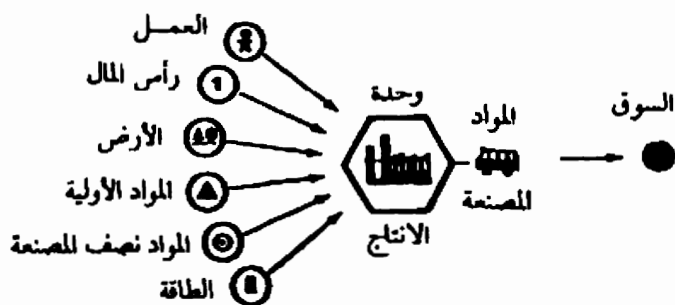 العمل
رأس المال
الأرض
المواد الأولية
المواد نصف المصنعة
الطاقة
وحدة
الانتاج
المواد
المصنعة
السوق